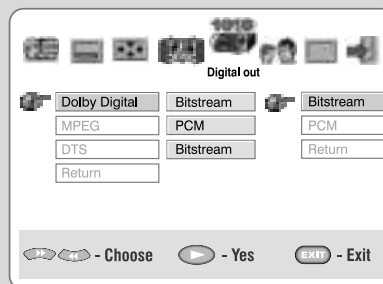 1010
Digital out
Dolby Digital Bitstream Bitstream
MPEG PCM PCM
DTS Bitstream Return
Return
- Choose - Yes EXIT - Exit